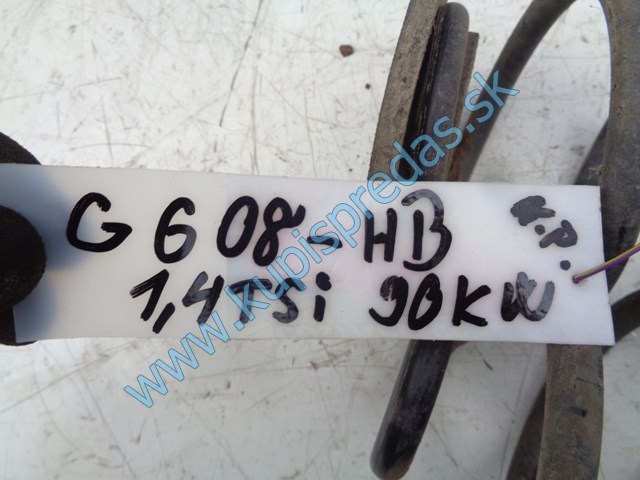 G 6 08'-HB
1,4TSi 90KW
K.P.
www.kupispredas.sk